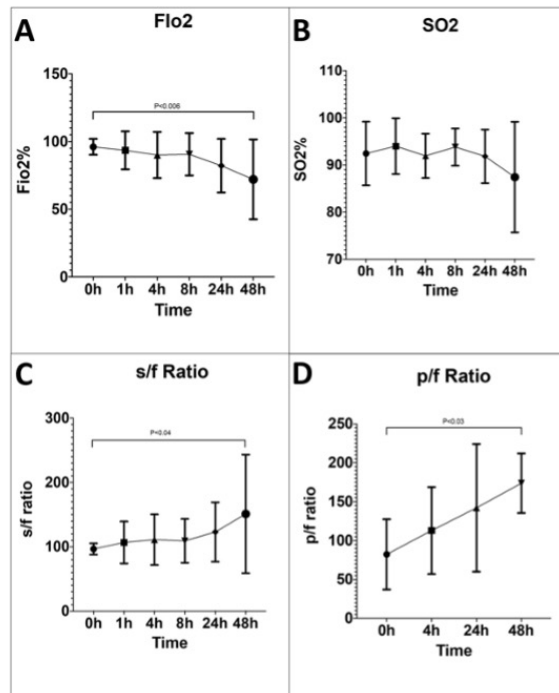 A
FIo2
150
100
50
0
Fio2%
P<0.006
0h 1h 4h 8h 24h 48h
Time
B
SO2
110
100
90
80
70
SO2%
0h 1h 4h 8h 24h 48h
Time
C
s/f Ratio
300
200
100
0
s/f ratio
P<0.04
0h 1h 4h 8h 24h 48h
Time
D
p/f Ratio
250
200
150
100
50
0
p/f ratio
P<0.03
0h 4h 24h 48h
Time